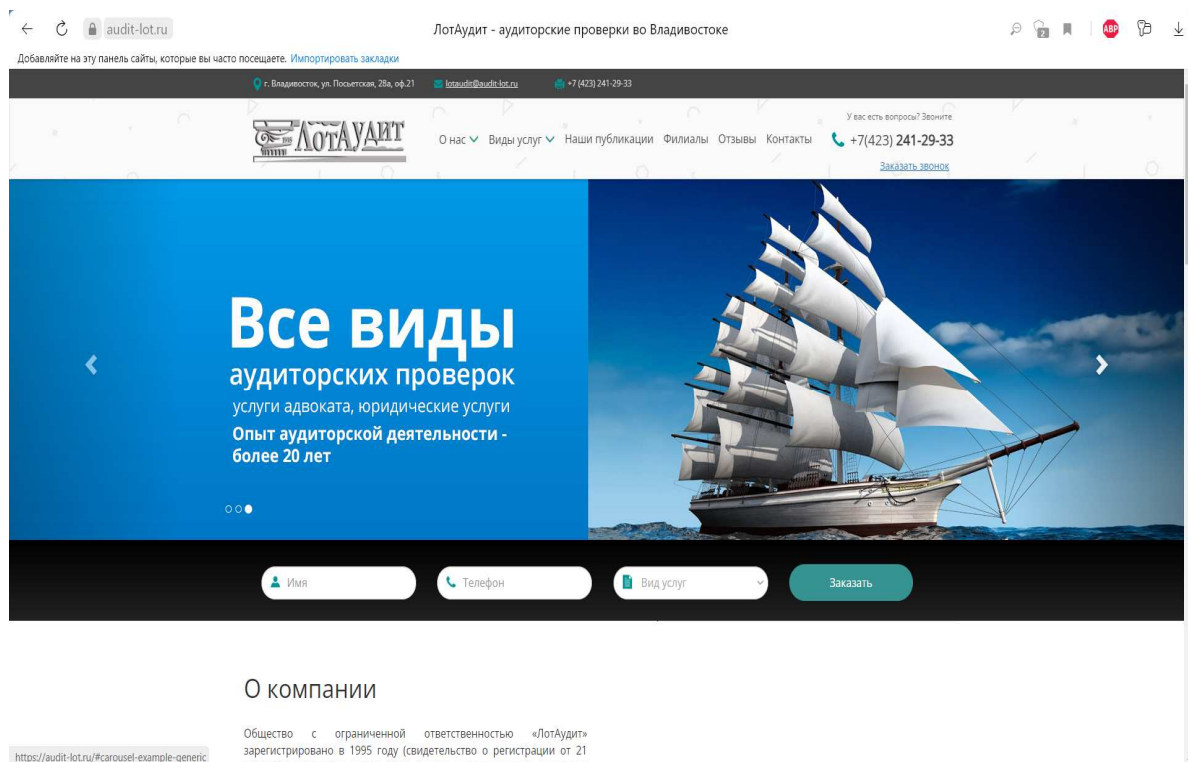 audit-lot.ru
ЛотАудит - аудиторские проверки во Владивостоке
2
ABP
Добавляйте на эту панель сайты, которые вы часто посещаете. Импортировать закладки
г. Владивосток, ул. Посьетская, 28а, оф.21 lotaudit@audit-lot.ru +7 (423) 241-29-33
У вас есть вопросы? Звоните
ЛотАудит
О нас Виды услуг Наши публикации Филиалы Отзывы Контакты
+7(423) 241-29-33
Заказать звонок
Все виды
аудиторских проверок
услуги адвоката, юридические услуги
Опыт аудиторской деятельности -
более 20 лет
Имя Телефон Вид услуг Заказать
О компании
Общество с ограниченной ответственностью «ЛотАудит»
зарегистрировано в 1995 году (свидетельство о регистрации от 21
https://audit-lot.ru/#carousel-example-generic